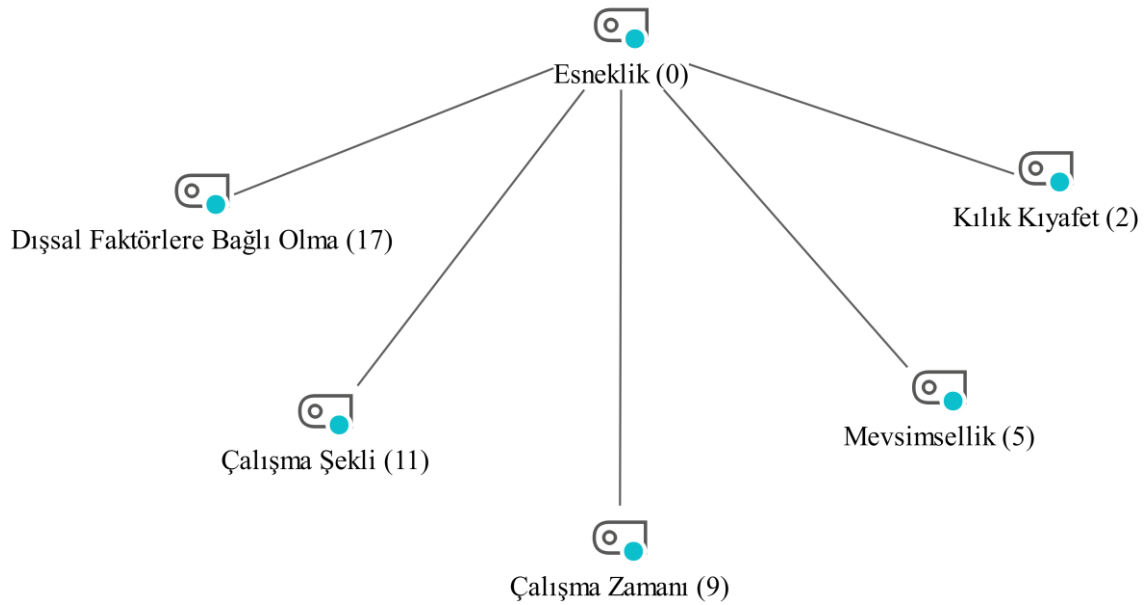 Esneklik (0)
Kılık Kıyafet (2)
Dışsal Faktörlere Bağlı Olma (17)
Mevsimsellik (5)
Çalışma Şekli (11)
Çalışma Zamanı (9)